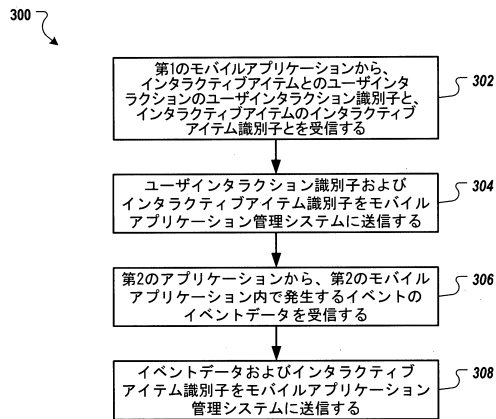 300
第1のモバイルアプリケーションから、
インタラクティブアイテムとのユーザインタ
ラクションのユーザインタラクション識別子と、
インタラクティブアイテムのインタラクティブ
アイテム識別子とを受信する
302
ユーザインタラクション識別子および
インタラクティブアイテム識別子をモバイル
アプリケーション管理システムに送信する
304
第2のアプリケーションから、第2のモバイル
アプリケーション内で発生するイベントの
イベントデータを受信する
306
イベントデータおよびインタラクティブ
アイテム識別子をモバイルアプリケーション
管理システムに送信する
308